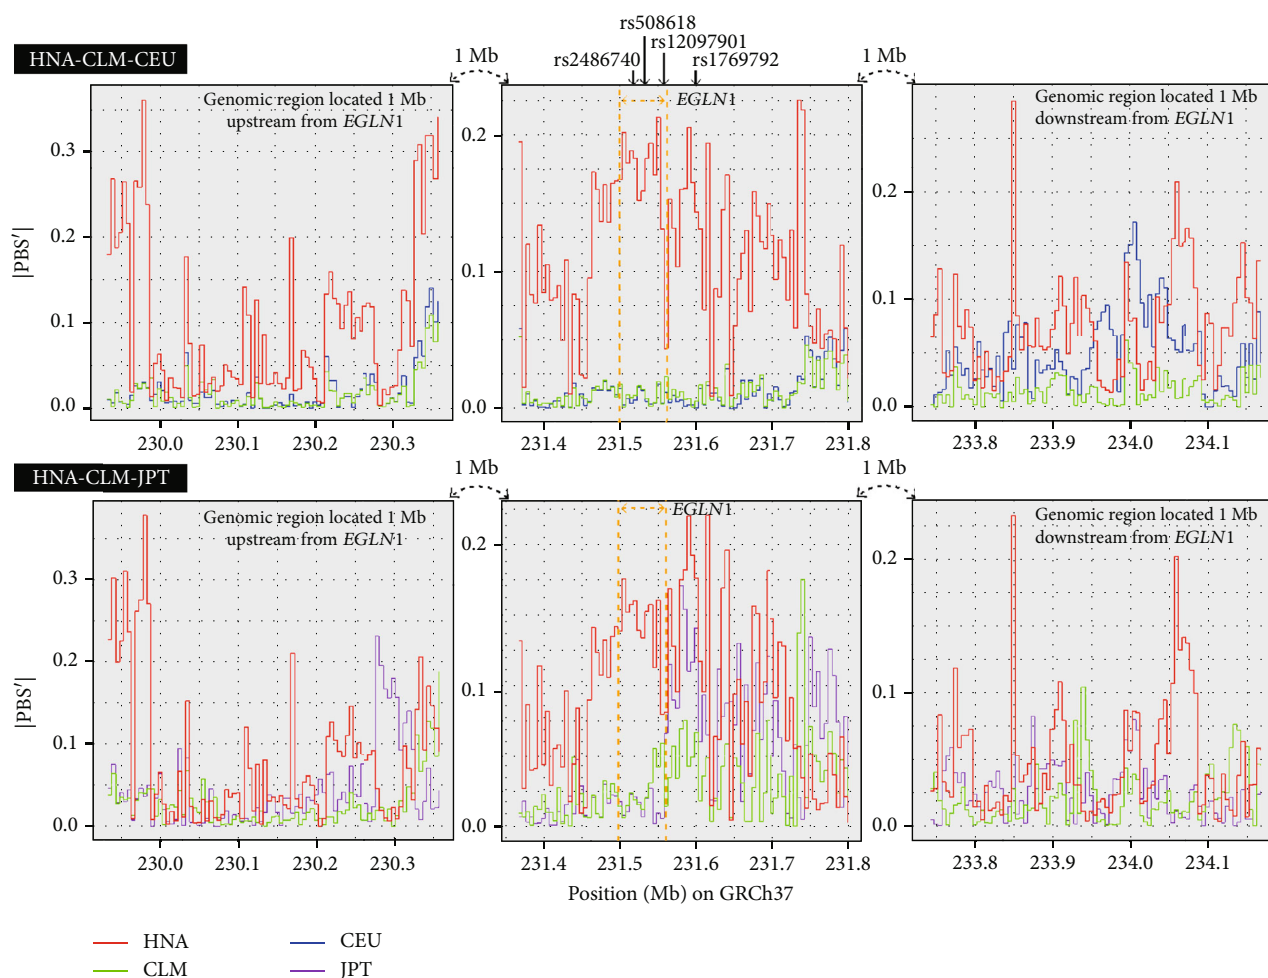 rs508618
HNA-CLM-CEU
1 Mb
rs2486740
rs12097901
rs1769792
1 Mb
|PBS'|
Genomic region located 1 Mb
upstream from EGLN1
EGLN1
Genomic region located 1 Mb
downstream from EGLN1
0.3
0.2
0.1
0.0
0.2
0.1
0.0
0.2
0.1
0.0
230.0 230.1 230.2 230.3
231.4 231.5 231.6 231.7 231.8
233.8 233.9 234.0 234.1
HNA-CLM-JPT
1 Mb
1 Mb
|PBS'|
Genomic region located 1 Mb
upstream from EGLN1
EGLN1
Genomic region located 1 Mb
downstream from EGLN1
0.3
0.2
0.1
0.0
0.2
0.1
0.0
0.2
0.1
0.0
230.0 230.1 230.2 230.3
231.4 231.5 231.6 231.7 231.8
233.8 233.9 234.0 234.1
Position (Mb) on GRCh37
HNA
CEU
CLM
JPT